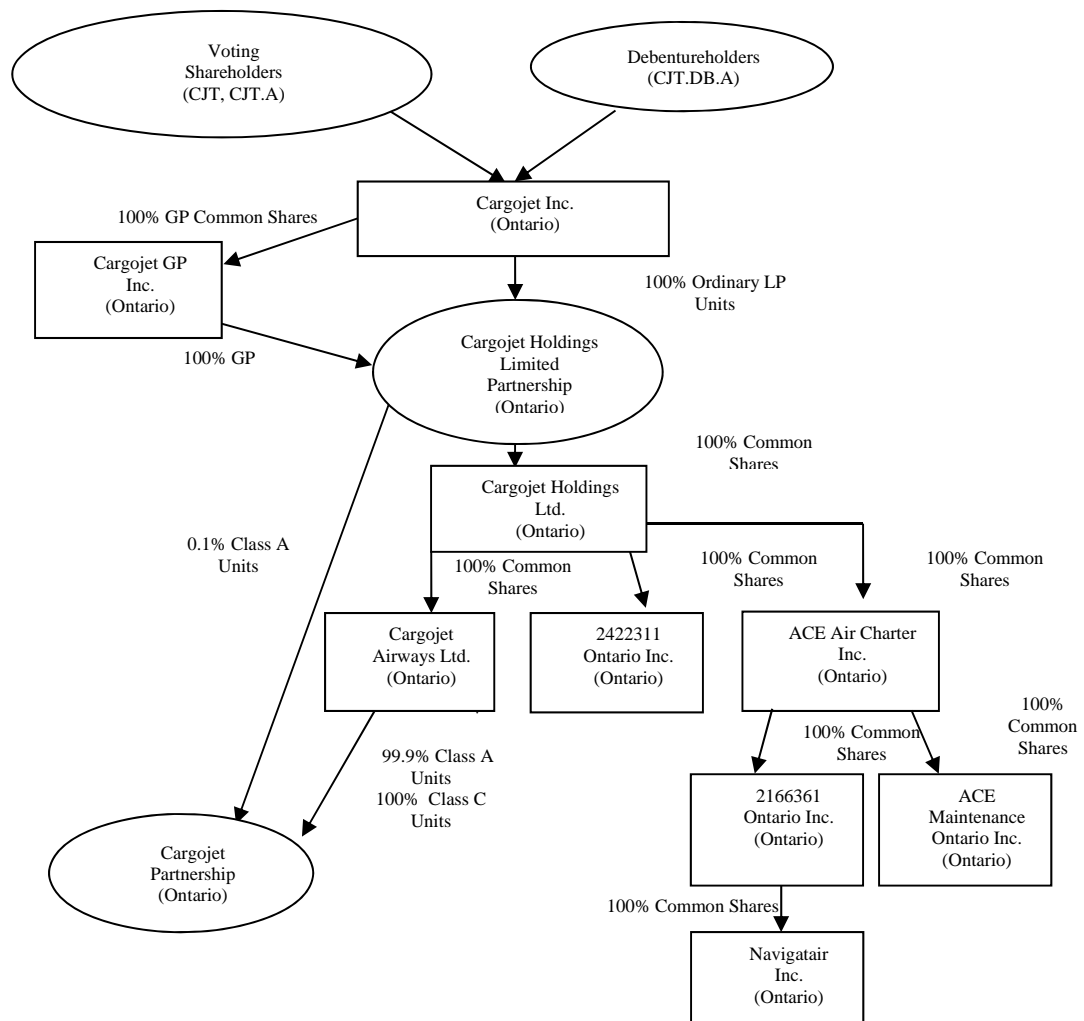 Voting
Shareholders
(CJT, CJT.A)
Debentureholders
(CJT.DB.A)
Cargojet Inc.
(Ontario)
100% GP Common Shares
Cargojet GP
Inc.
(Ontario)
100% Ordinary LP
Units
100% GP
Cargojet Holdings
Limited
Partnership
(Ontario)
100% Common
Shares
Cargojet Holdings
Ltd.
(Ontario)
0.1% Class A
Units
100% Common
Shares
100% Common
Shares
100% Common
Shares
Cargojet
Airways Ltd.
(Ontario)
2422311
Ontario Inc.
(Ontario)
ACE Air Charter
Inc.
(Ontario)
99.9% Class A
Units
100% Class C
Units
100% Common
Shares
100%
Common
Shares
2166361
Ontario Inc.
(Ontario)
ACE
Maintenance
Ontario Inc.
(Ontario)
Cargojet
Partnership
(Ontario)
100% Common Shares
Navigatair
Inc.
(Ontario)